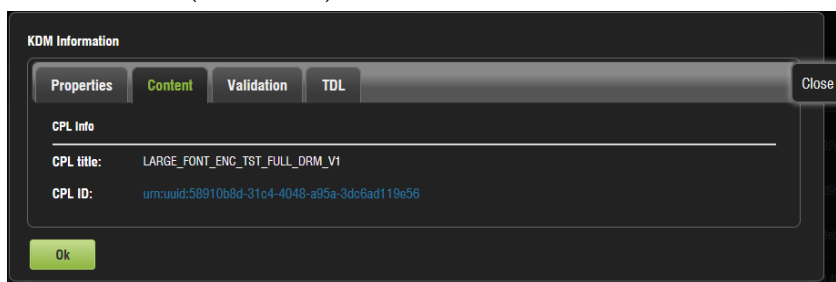 KDM Information
Properties Content Validation TDL
Close
CPL Info
CPL title: LARGE_FONT_ENC_TST_FULL_DRM_V1
CPL ID: urn:uuid:58910b8d-31c4-4048-a95a-3dc6ad119e56
Ok